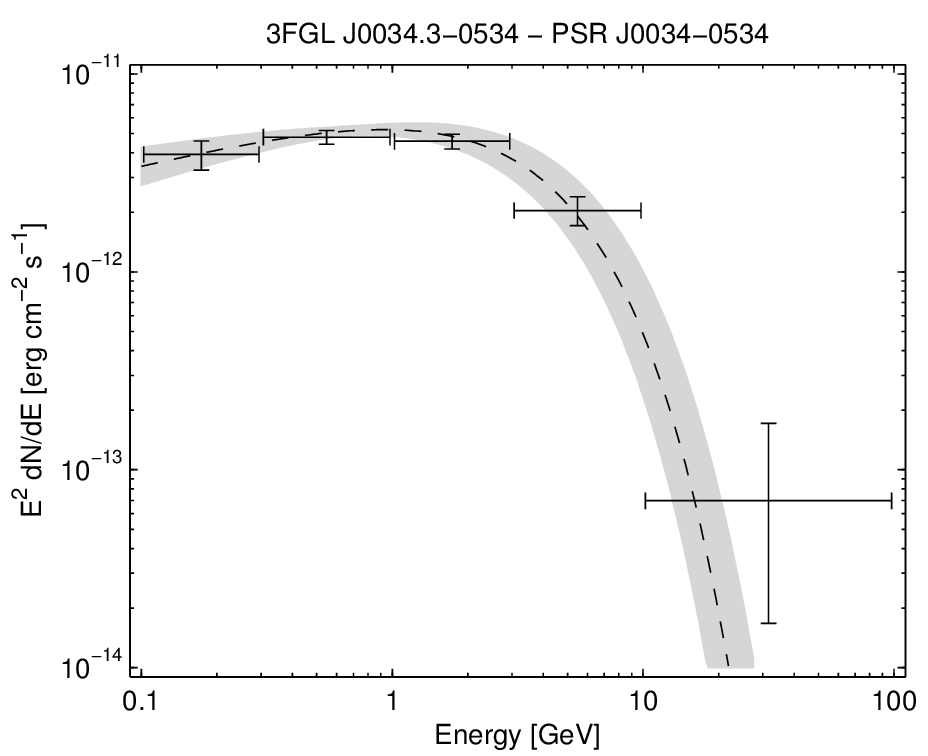 3FGL J0034.3−0534 − PSR J0034−0534
10⁻¹¹
10⁻¹²
10⁻¹³
10⁻¹⁴
E² dN/dE [erg cm⁻² s⁻¹]
0.1 1 10 100
Energy [GeV]